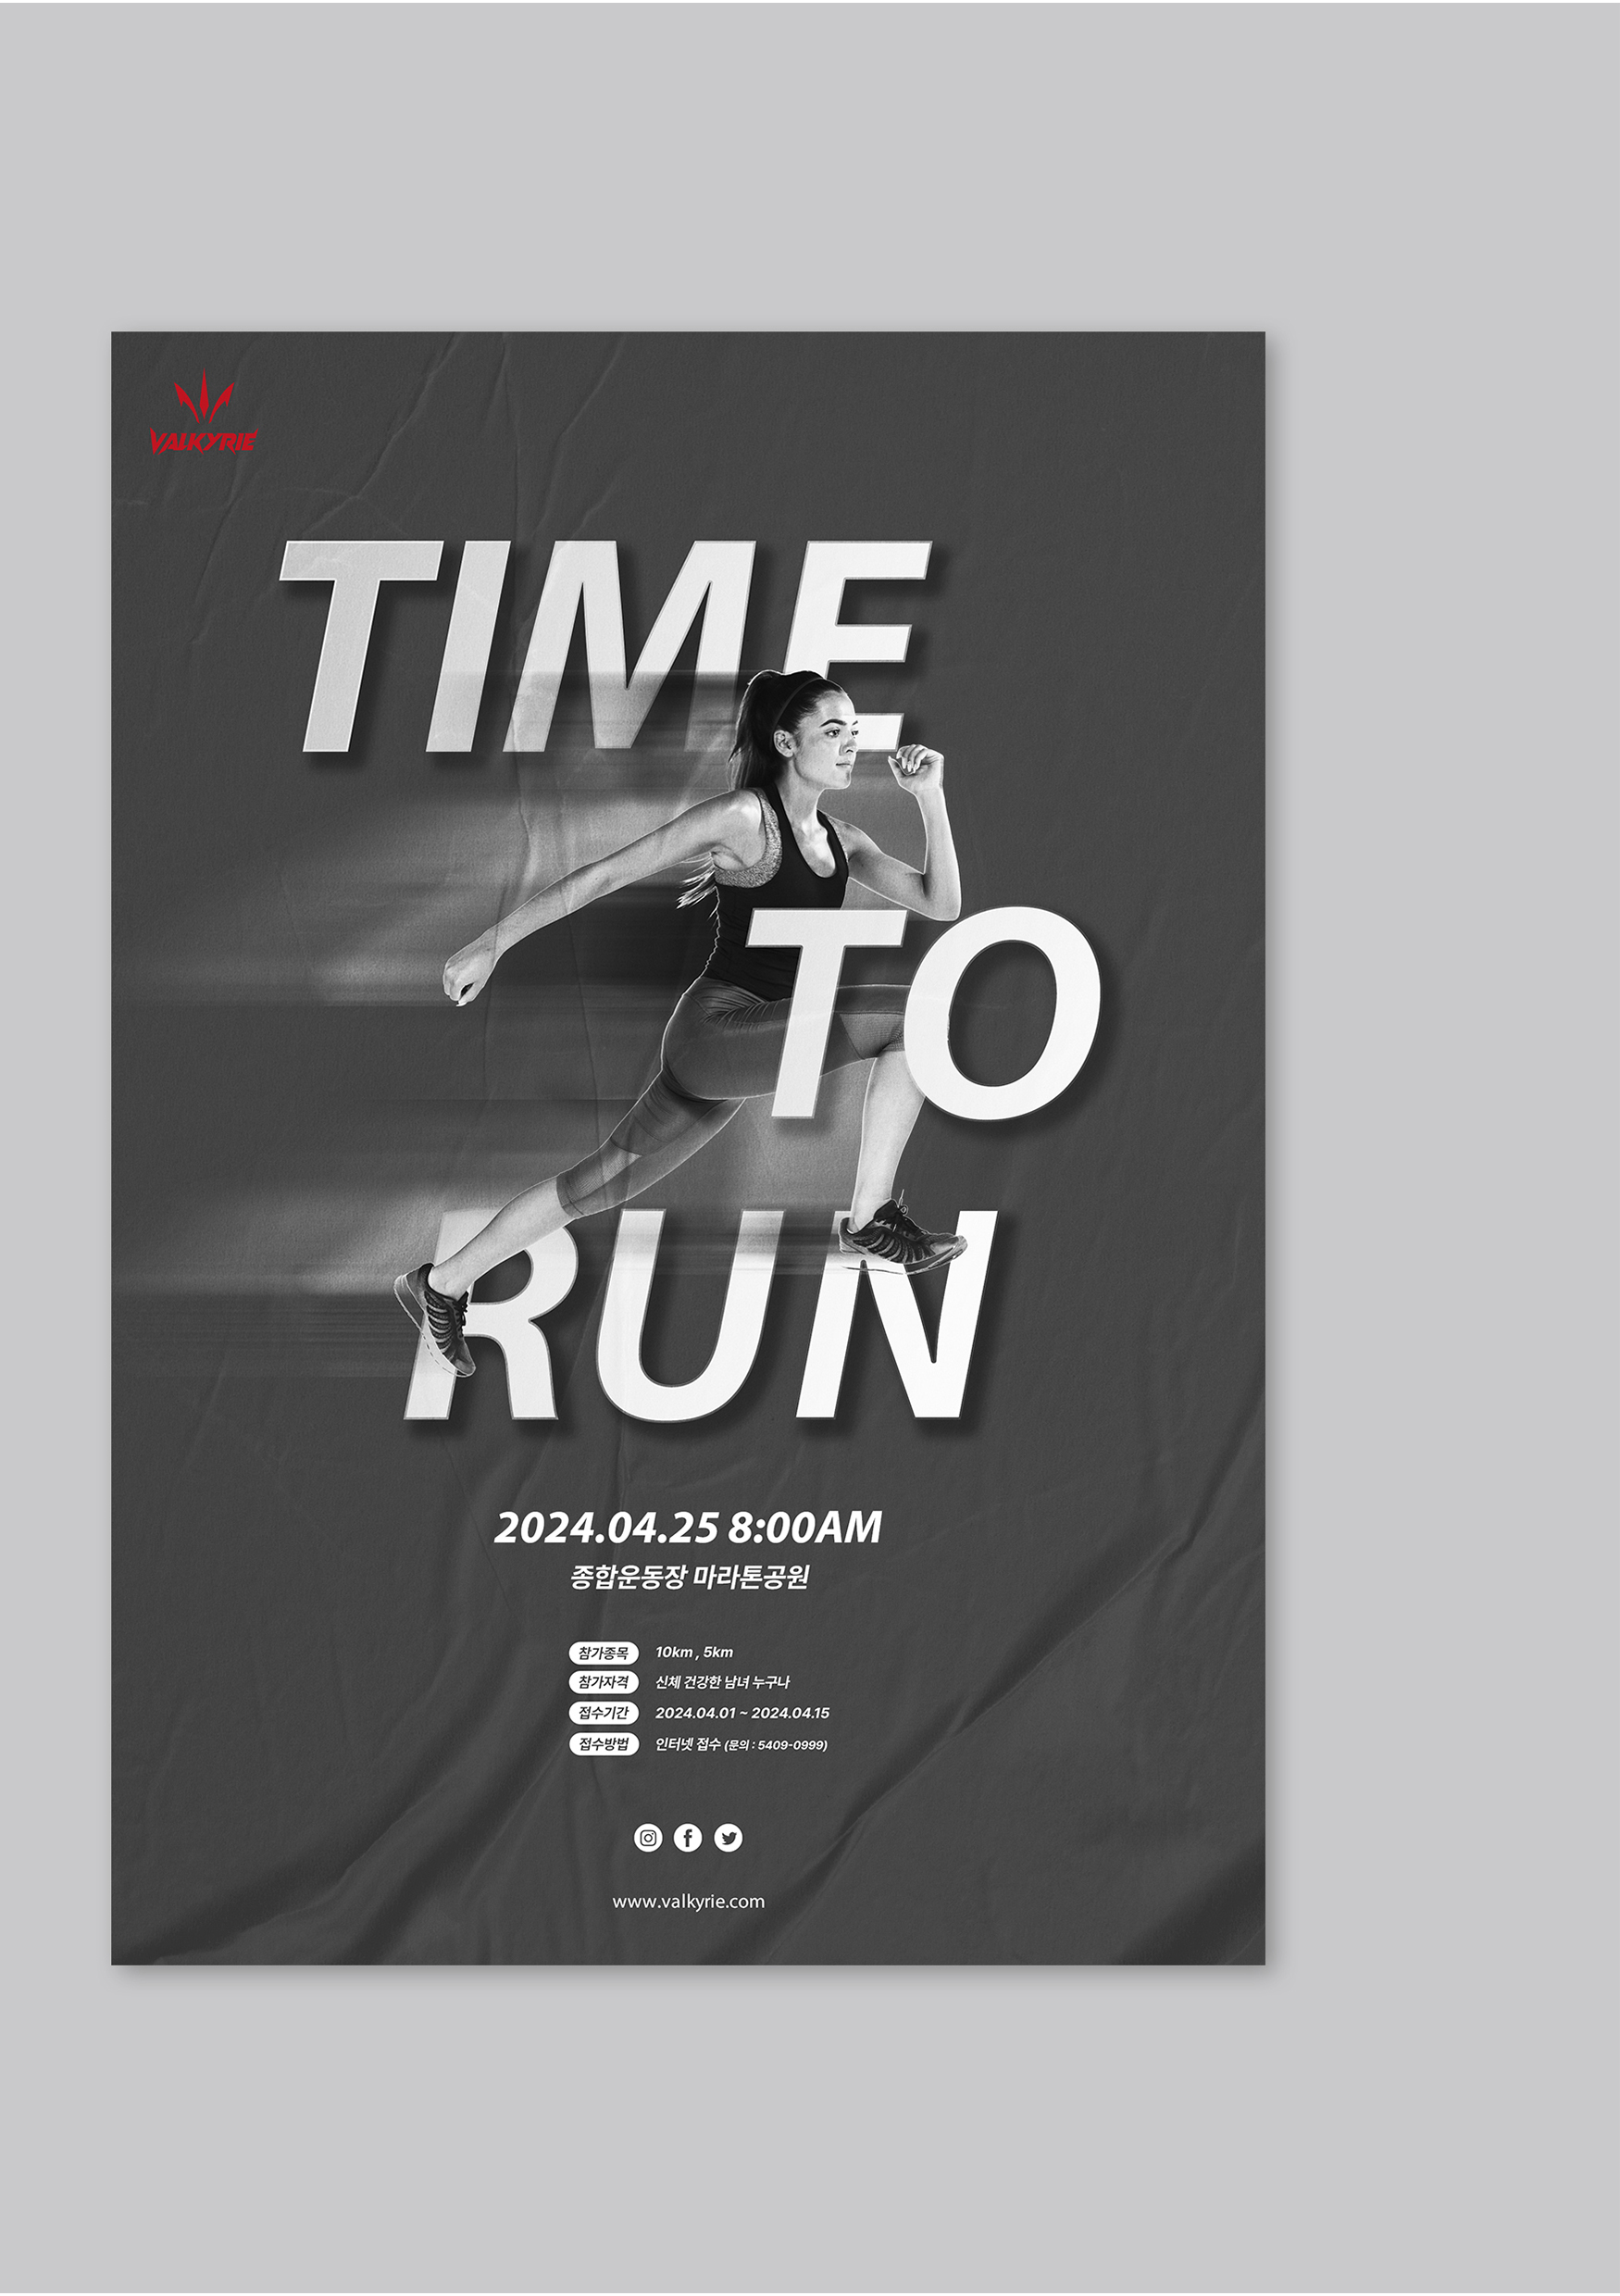 VALKYRIE
TIME
TO
RUN
2024.04.25 8:00AM
종합운동장 마라톤공원
참가종목 10km , 5km
참가자격 신체 건강한 남녀 누구나
접수기간 2024.04.01 ~ 2024.04.15
접수방법 인터넷 접수 (문의 : 5409-0999)
www.valkyrie.com